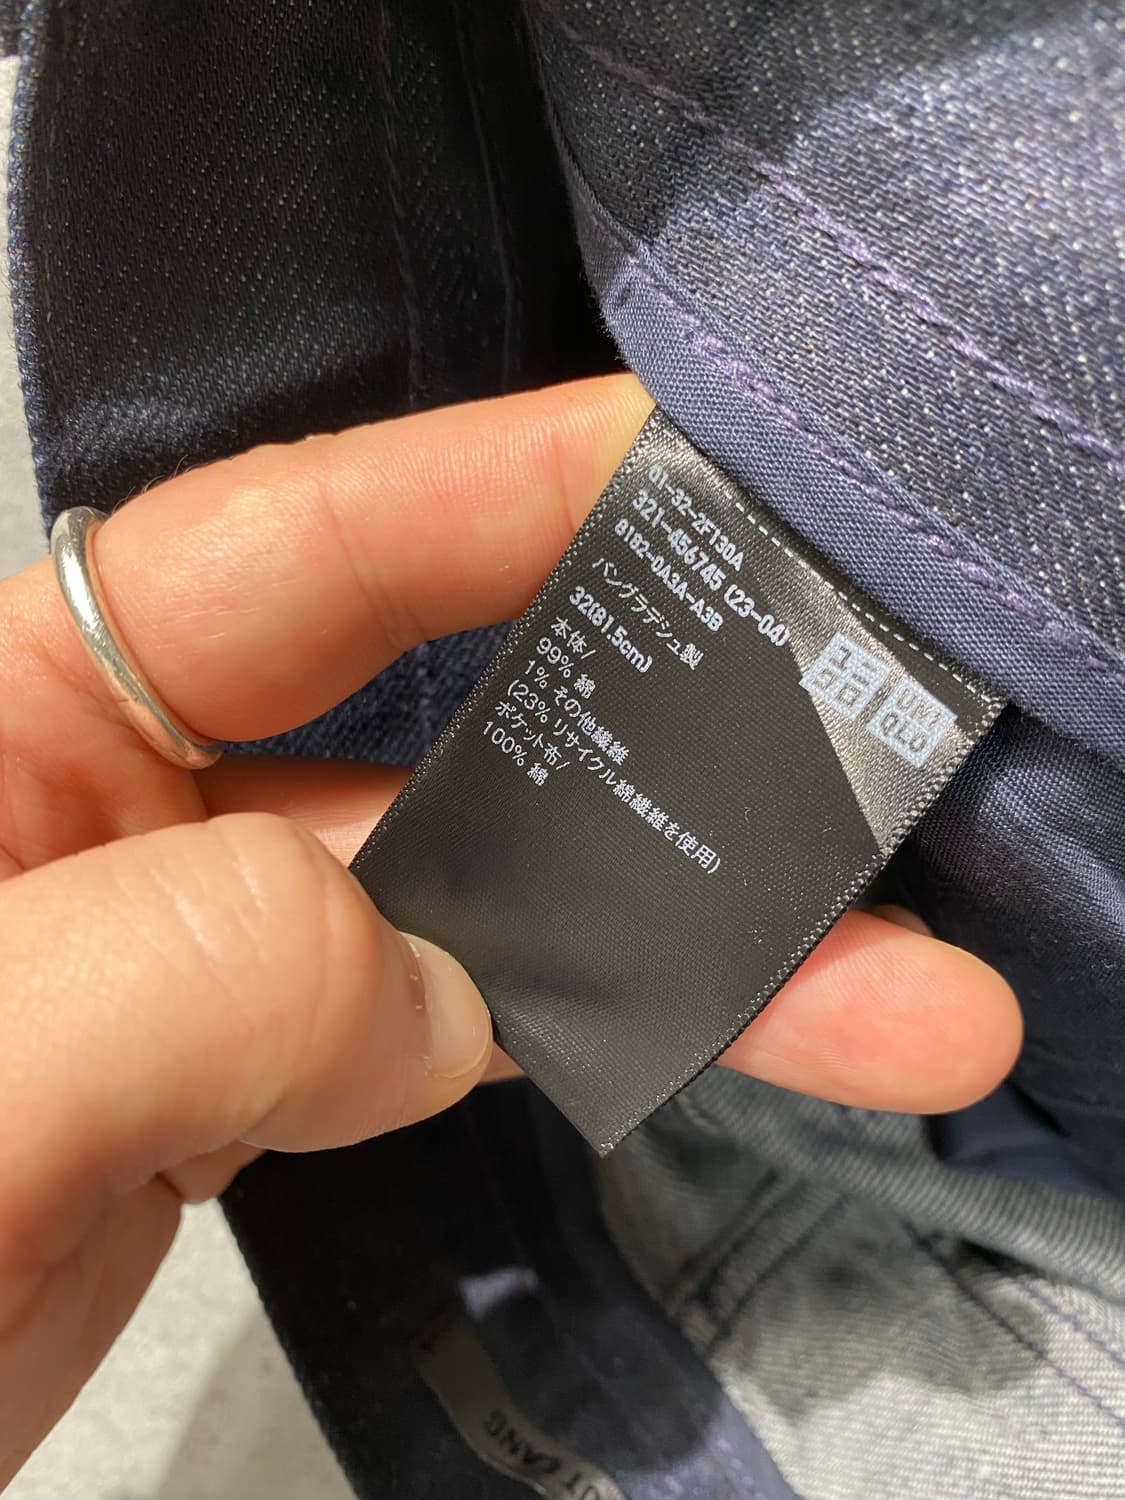 01-32-2F130A
321-456745 (23-04)
8182-0A3A-A3B
バングラデシュ製
32(81.5cm)
本体/
99% 綿
1% その他繊維
(23% リサイクル綿繊維を使用)
ポケット布/
100% 綿
ユニ
クロ
UNI
QLO